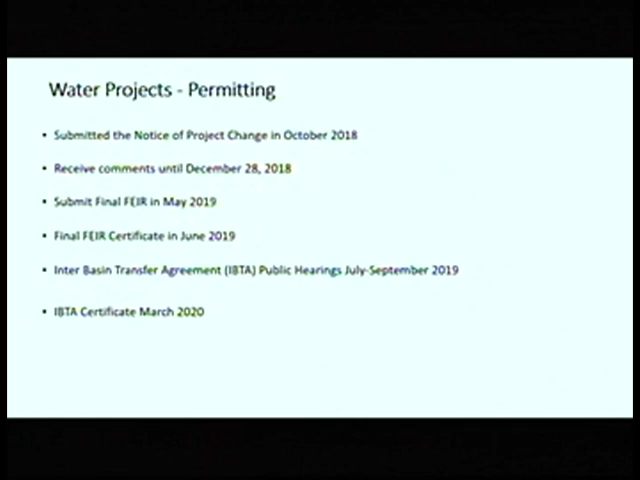 Water Projects - Permitting
• Submitted the Notice of Project Change in October 2018
• Receive comments until December 28, 2018
• Submit Final FEIR in May 2019
• Final FEIR Certificate in June 2019
• Inter Basin Transfer Agreement (IBTA) Public Hearings July-September 2019
• IBTA Certificate March 2020